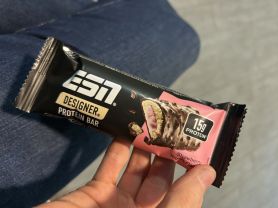 ESN
DESIGNER
PROTEIN BAR
15g
PROTEIN